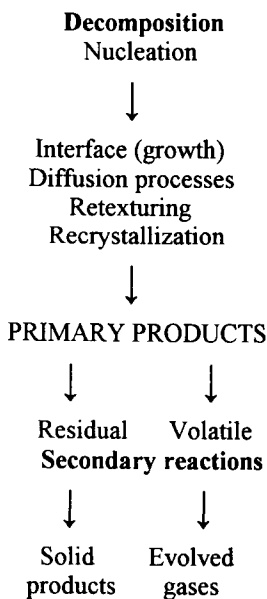 Decomposition
Nucleation
Interface (growth)
Diffusion processes
Retexturing
Recrystallization
PRIMARY PRODUCTS
Residual Volatile
Secondary reactions
Solid Evolved
products gases